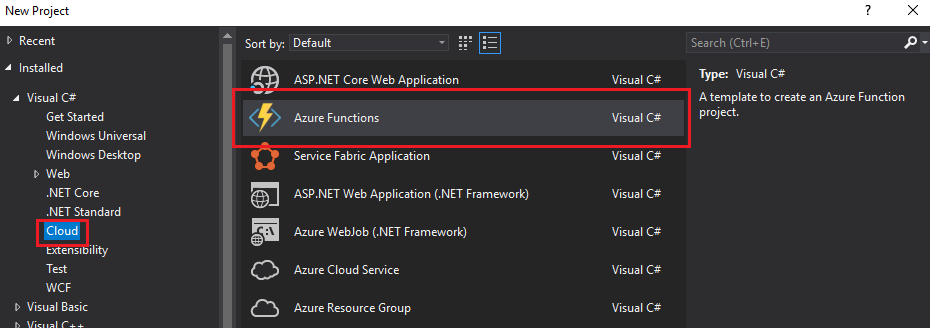 New Project
?
Recent
Installed
Visual C#
Get Started
Windows Universal
Windows Desktop
Web
.NET Core
.NET Standard
Cloud
Extensibility
Test
WCF
Visual Basic
Visual C++
Sort by: Default
ASP.NET Core Web Application Visual C#
Azure Functions Visual C#
Service Fabric Application Visual C#
ASP.NET Web Application (.NET Framework) Visual C#
Azure WebJob (.NET Framework) Visual C#
Azure Cloud Service Visual C#
Azure Resource Group Visual C#
Search (Ctrl+E)
Type: Visual C#
A template to create an Azure Function
project.